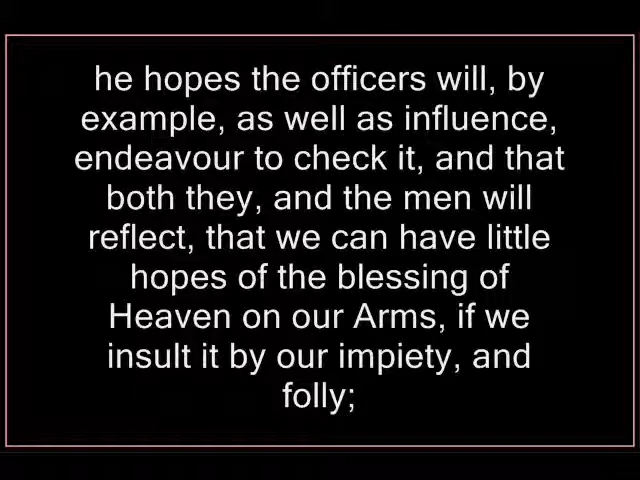 he hopes the officers will, by
example, as well as influence,
endeavour to check it, and that
both they, and the men will
reflect, that we can have little
hopes of the blessing of
Heaven on our Arms, if we
insult it by our impiety, and
folly;